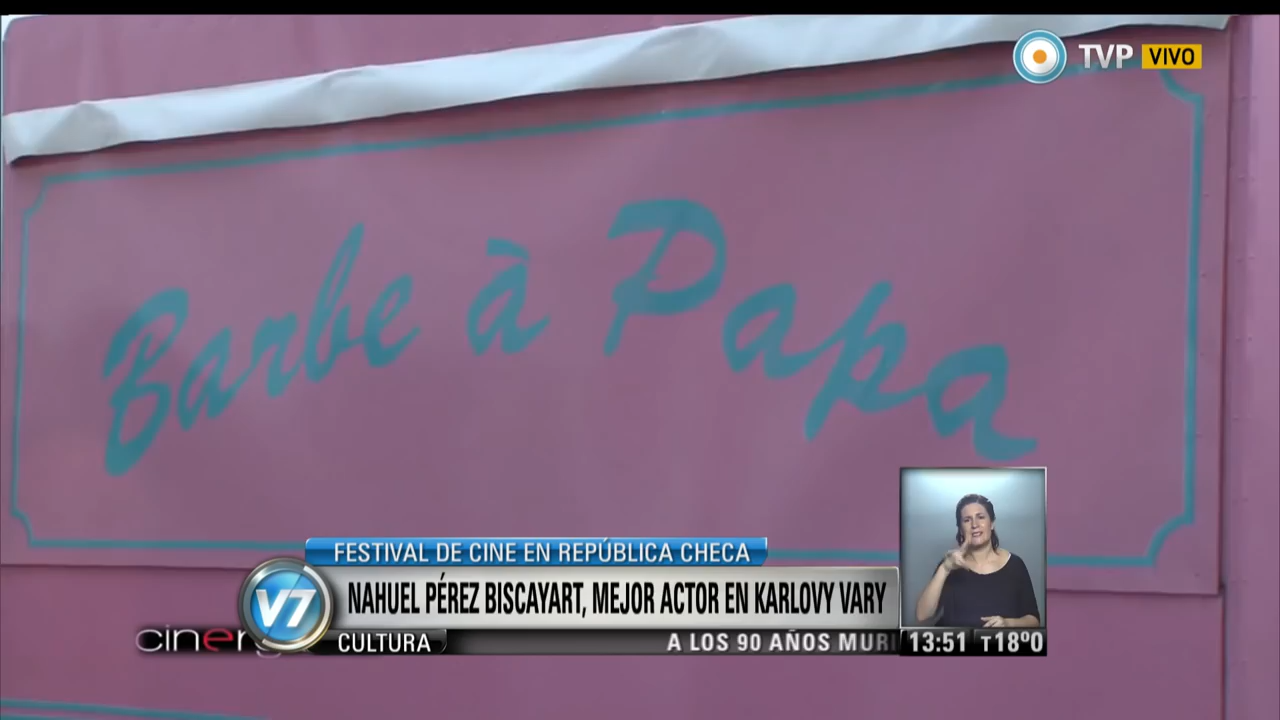 TVP VIVO
Barbe à Papa
FESTIVAL DE CINE EN REPÚBLICA CHECA
V7
NAHUEL PÉREZ BISCAYART, MEJOR ACTOR EN KARLOVY VARY
CULTURA
A LOS 90 AÑOS MURI
13:51 T18º0